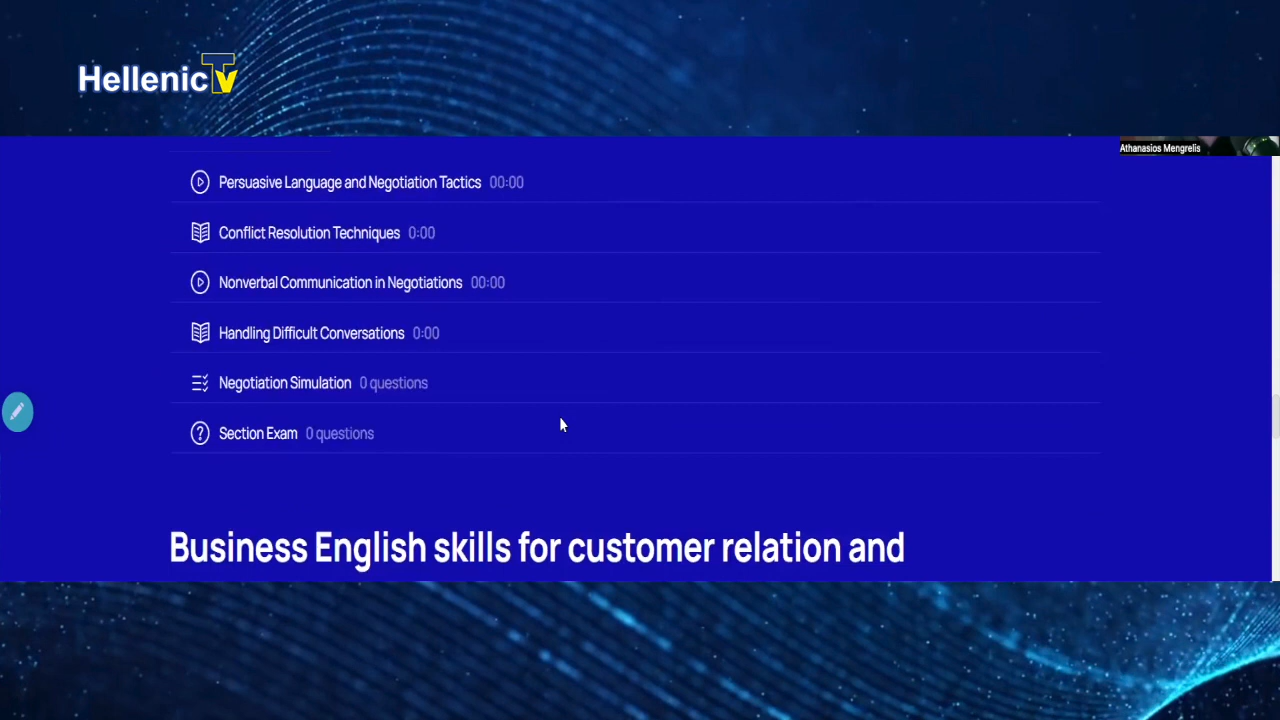 HellenicTv
Athanasios Mengrelis
Persuasive Language and Negotiation Tactics 00:00
Conflict Resolution Techniques 0:00
Nonverbal Communication in Negotiations 00:00
Handling Difficult Conversations 0:00
Negotiation Simulation 0 questions
Section Exam 0 questions
Business English skills for customer relation and